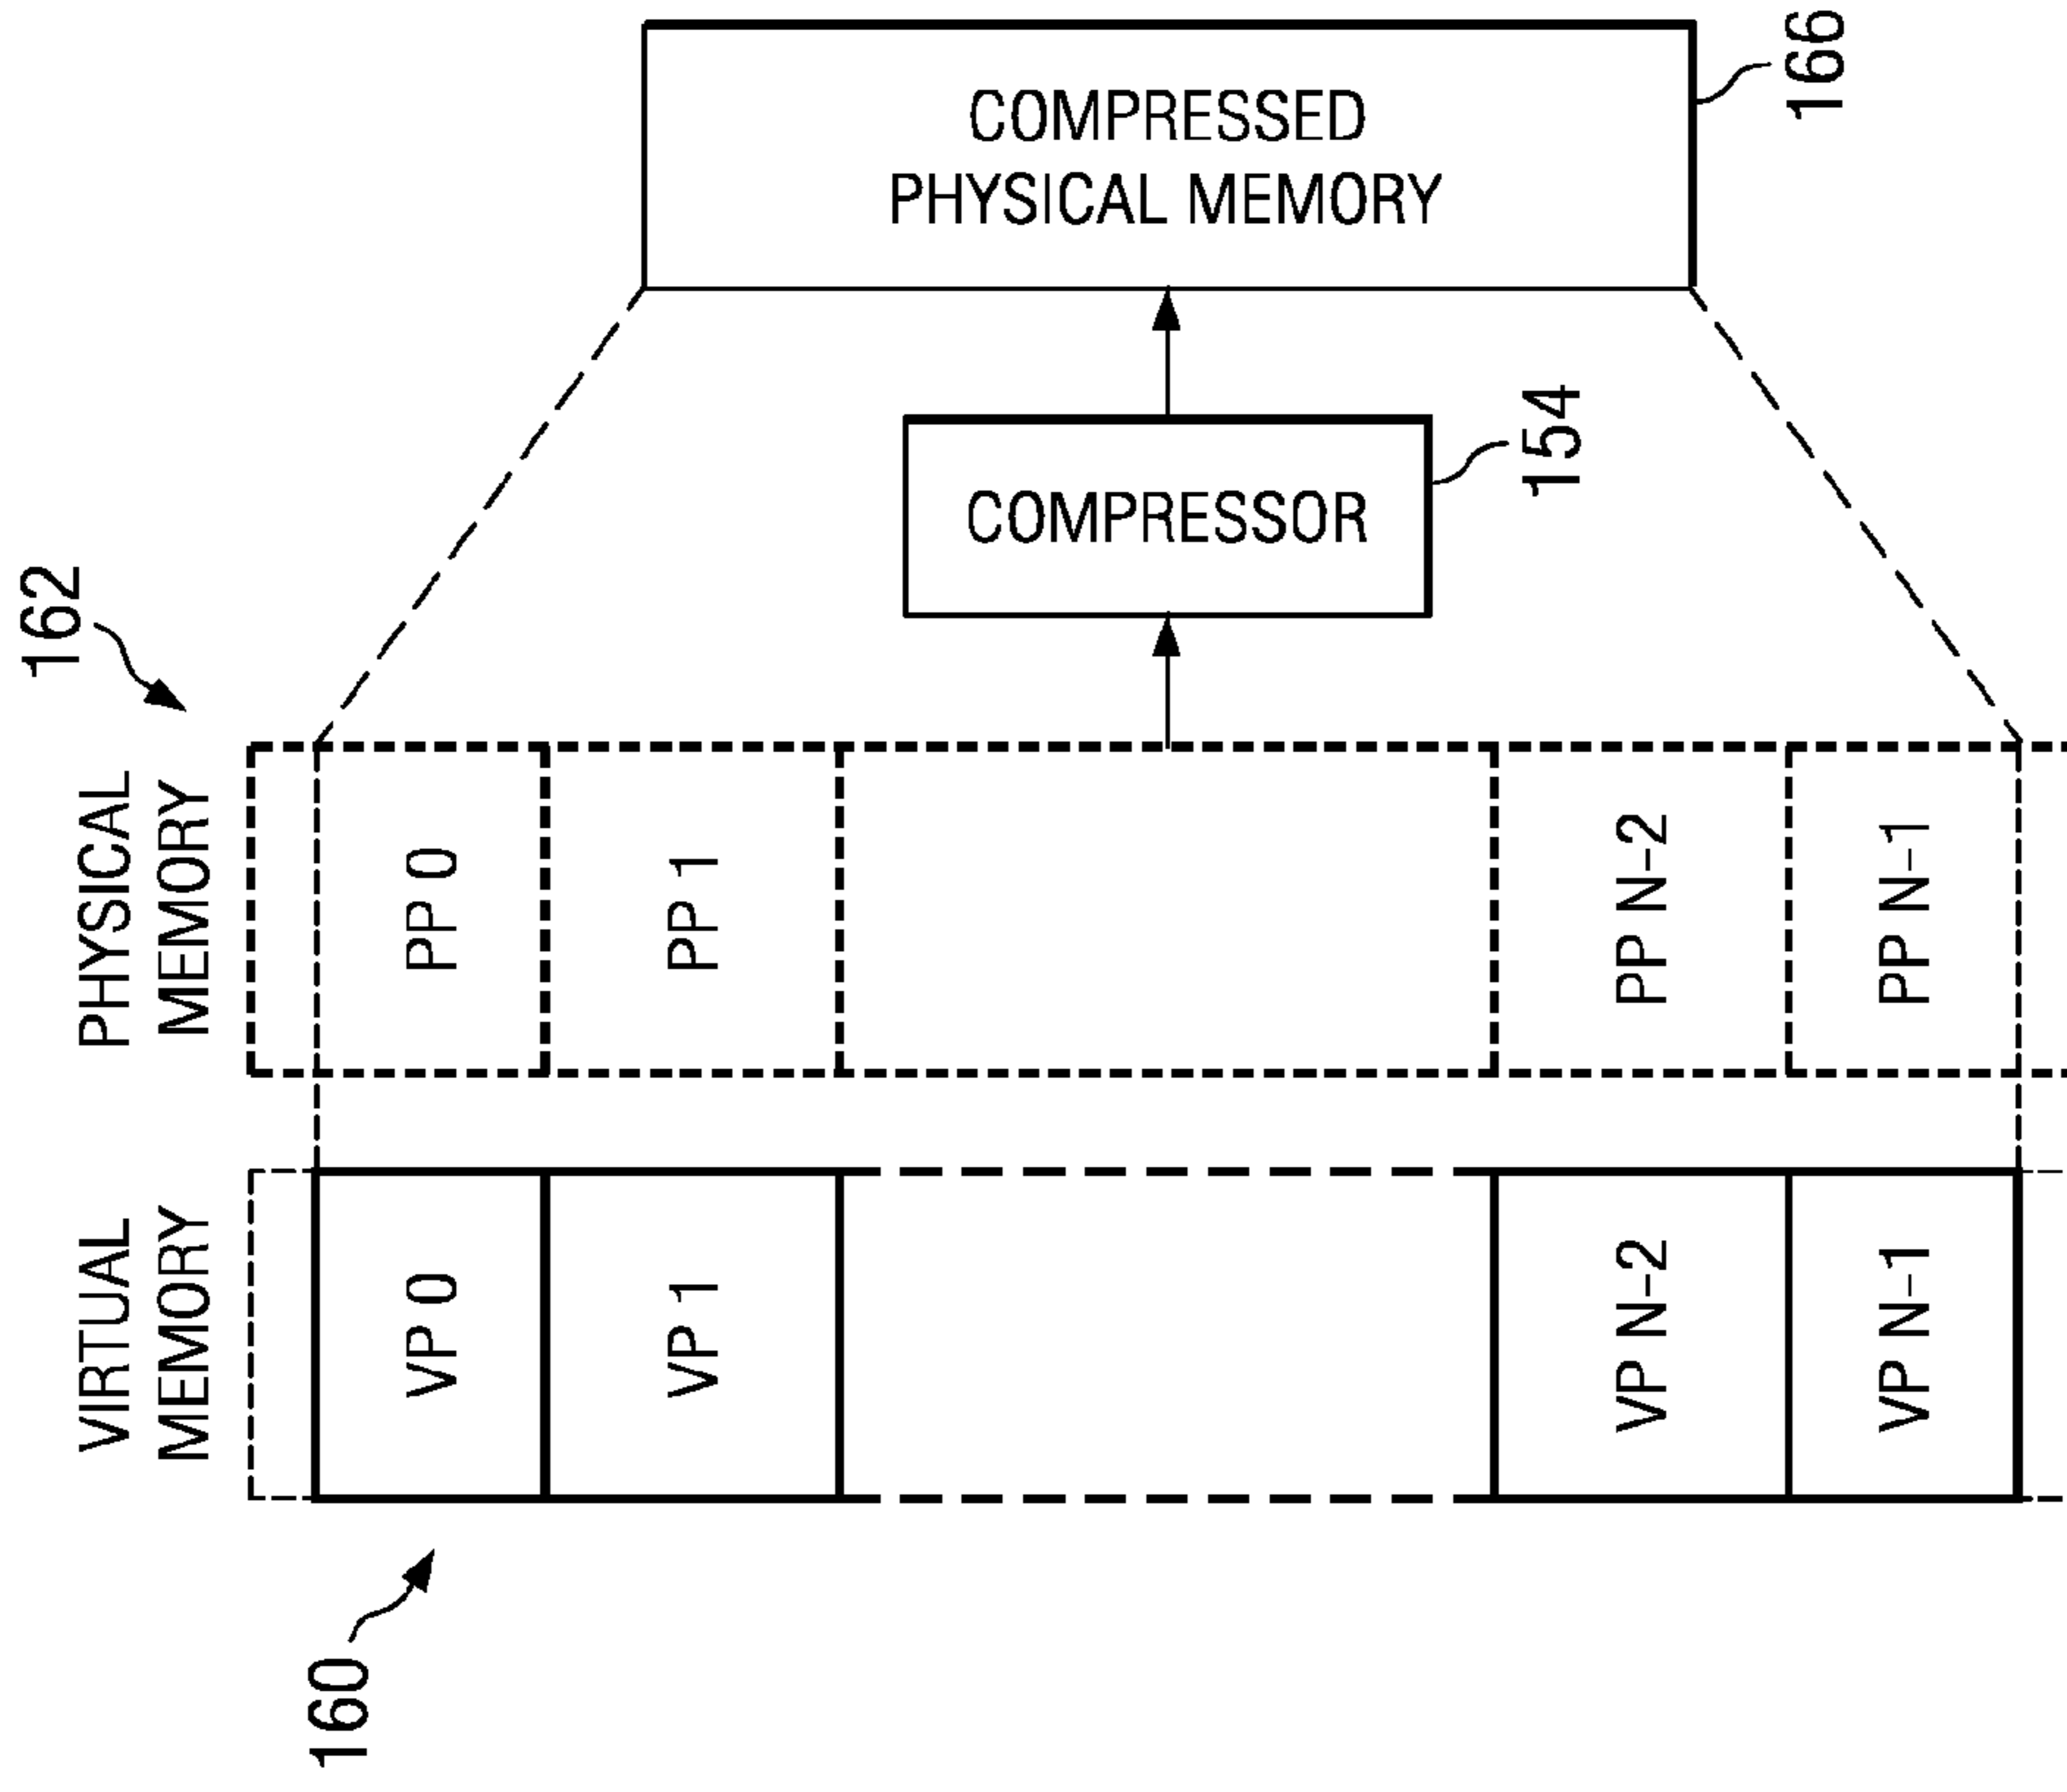 166
COMPRESSED
PHYSICAL MEMORY
154
COMPRESSOR
162
PHYSICAL
MEMORY
PP 0
PP 1
PP N-2
PP N-1
VIRTUAL
MEMORY
VP 0
VP 1
VP N-2
VP N-1
160